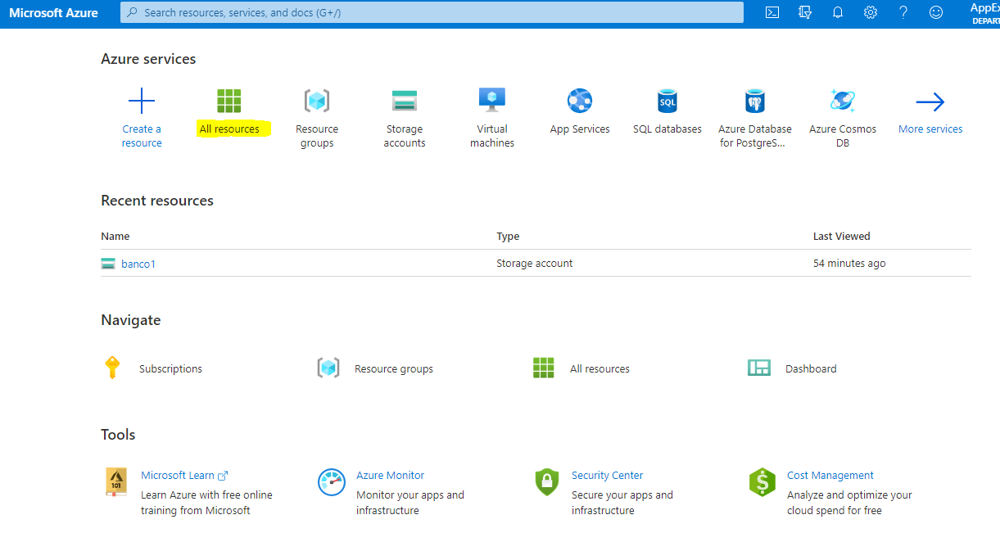 Microsoft Azure
Search resources, services, and docs (G+/)
AppEx
DEPART
Azure services
Create a
resource
All resources
Resource
groups
Storage
accounts
Virtual
machines
App Services
SQL
SQL databases
Azure Database
for PostgreS...
Azure Cosmos
DB
More services
Recent resources
Name Type Last Viewed
banco1 Storage account 54 minutes ago
Navigate
Subscriptions Resource groups All resources Dashboard
Tools
101
Microsoft Learn
Learn Azure with free online
training from Microsoft
Azure Monitor
Monitor your apps and
infrastructure
Security Center
Secure your apps and
infrastructure
$
Cost Management
Analyze and optimize your
cloud spend for free